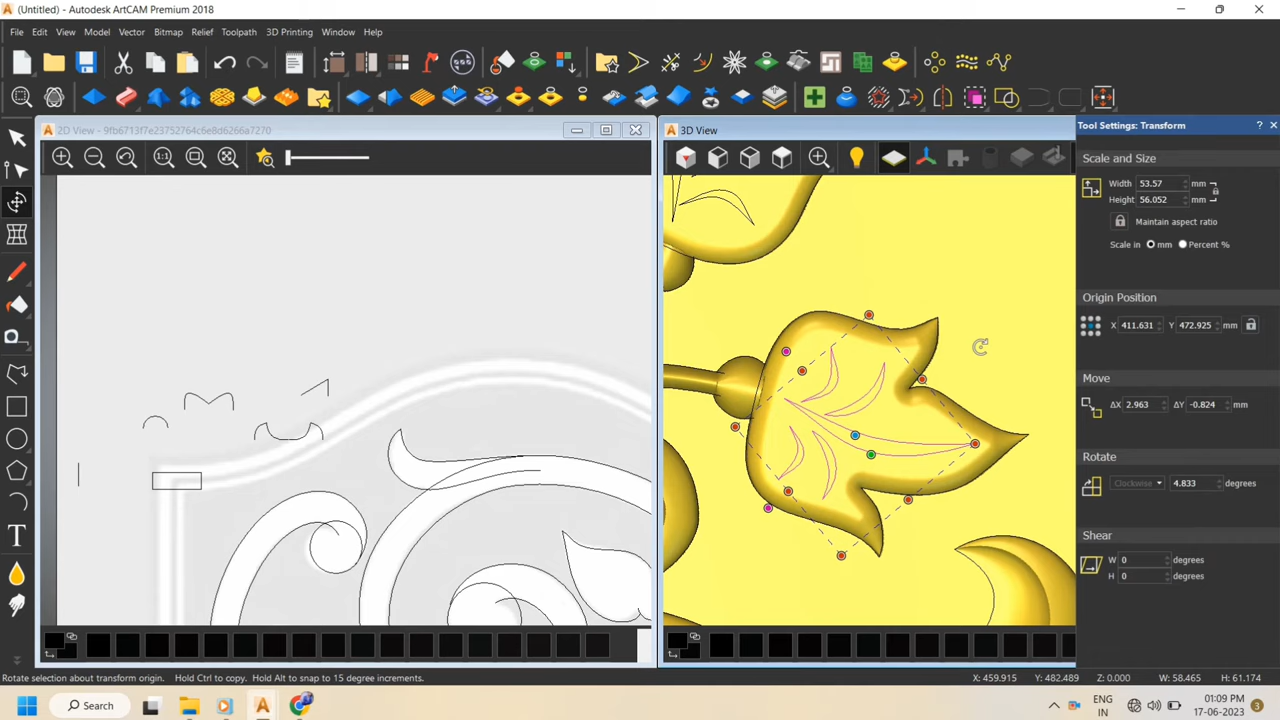 (Untitled) - Autodesk ArtCAM Premium 2018
File Edit View Model Vector Bitmap Relief Toolpath 3D Printing Window Help
2D View - 9fb6713f7e23752764c6e8d6266a7270
3D View
Tool Settings: Transform
Scale and Size
Width 53.57 mm
Height 56.052 mm
Maintain aspect ratio
Scale in mm Percent %
Origin Position
X 411.631 Y 472.925 mm
Move
ΔX 2.963 ΔY -0.824 mm
Rotate
Clockwise 4.833 degrees
Shear
W 0 degrees
H 0 degrees
Rotate selection about transform origin. Hold Ctrl to copy. Hold Alt to snap to 15 degree increments.
X: 459.915 Y: 482.489 Z: 0.000 W: 58.465 H: 61.174
Search
ENG
IN
01:09 PM
17-06-2023
3